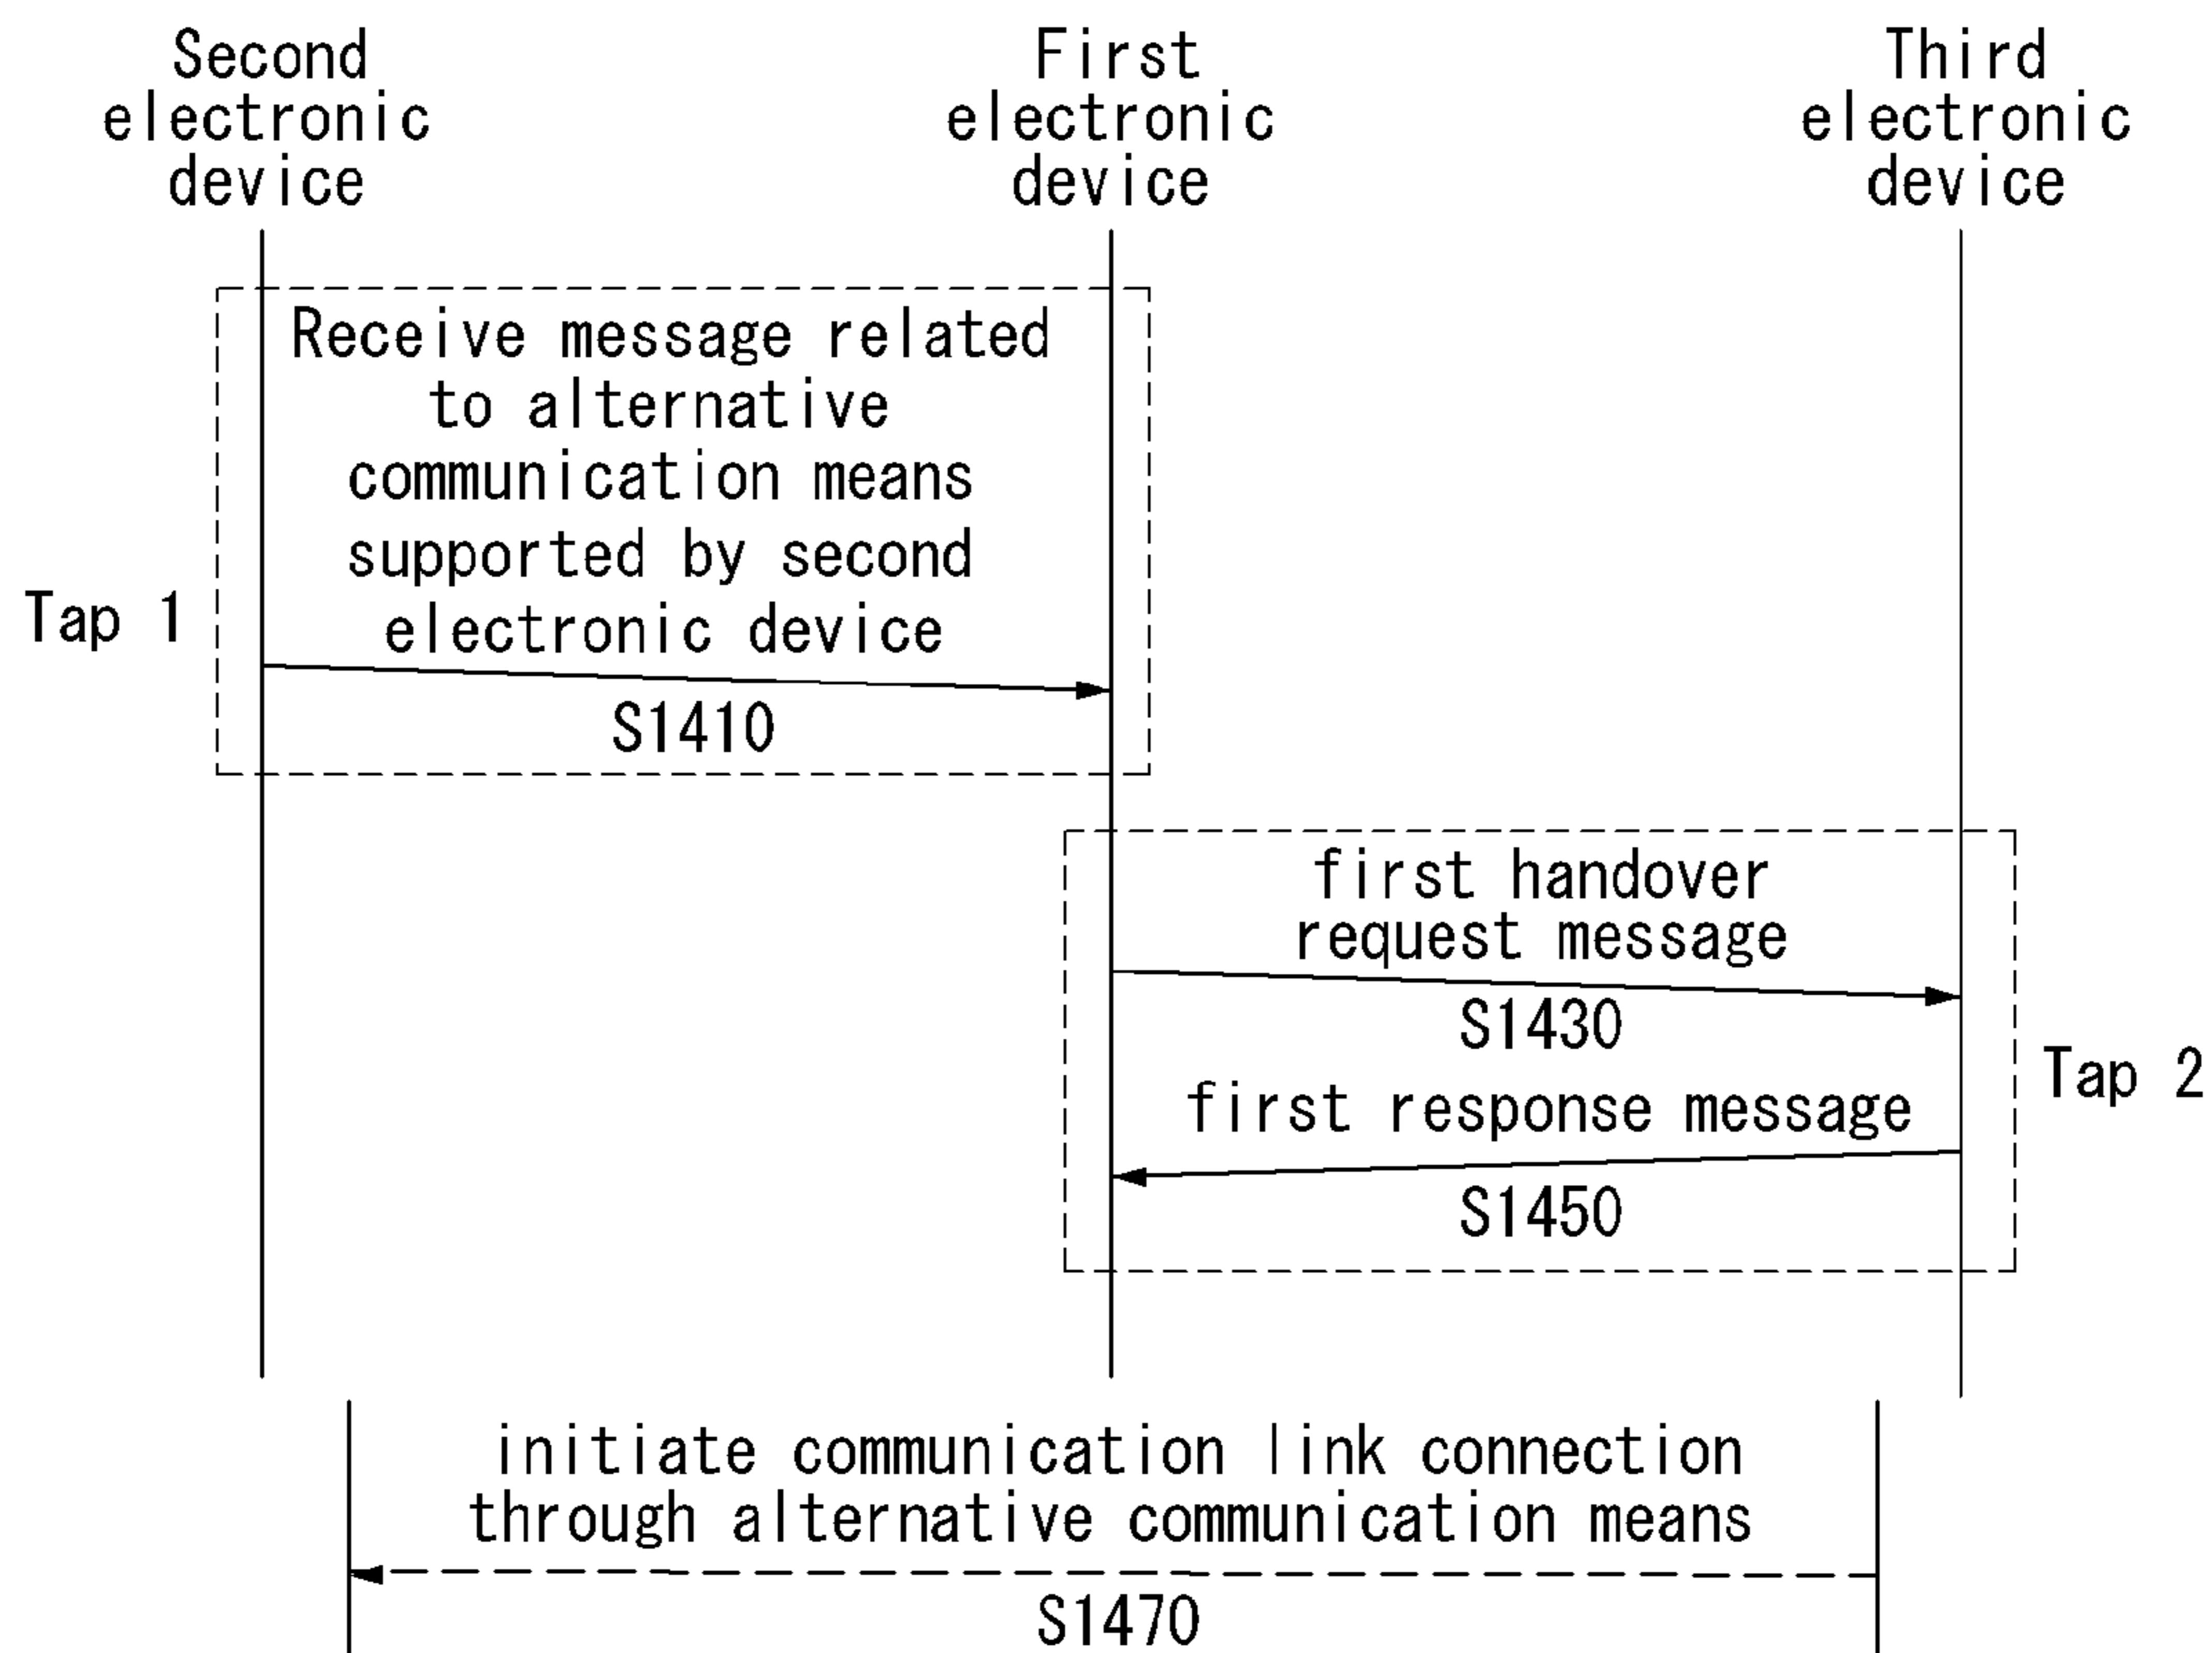 Second
electronic
device
First
electronic
device
Third
electronic
device
Receive message related
to alternative
communication means
supported by second
electronic device
Tap 1
S1410
first handover
request message
S1430
Tap 2
first response message
S1450
initiate communication link connection
through alternative communication means
S1470